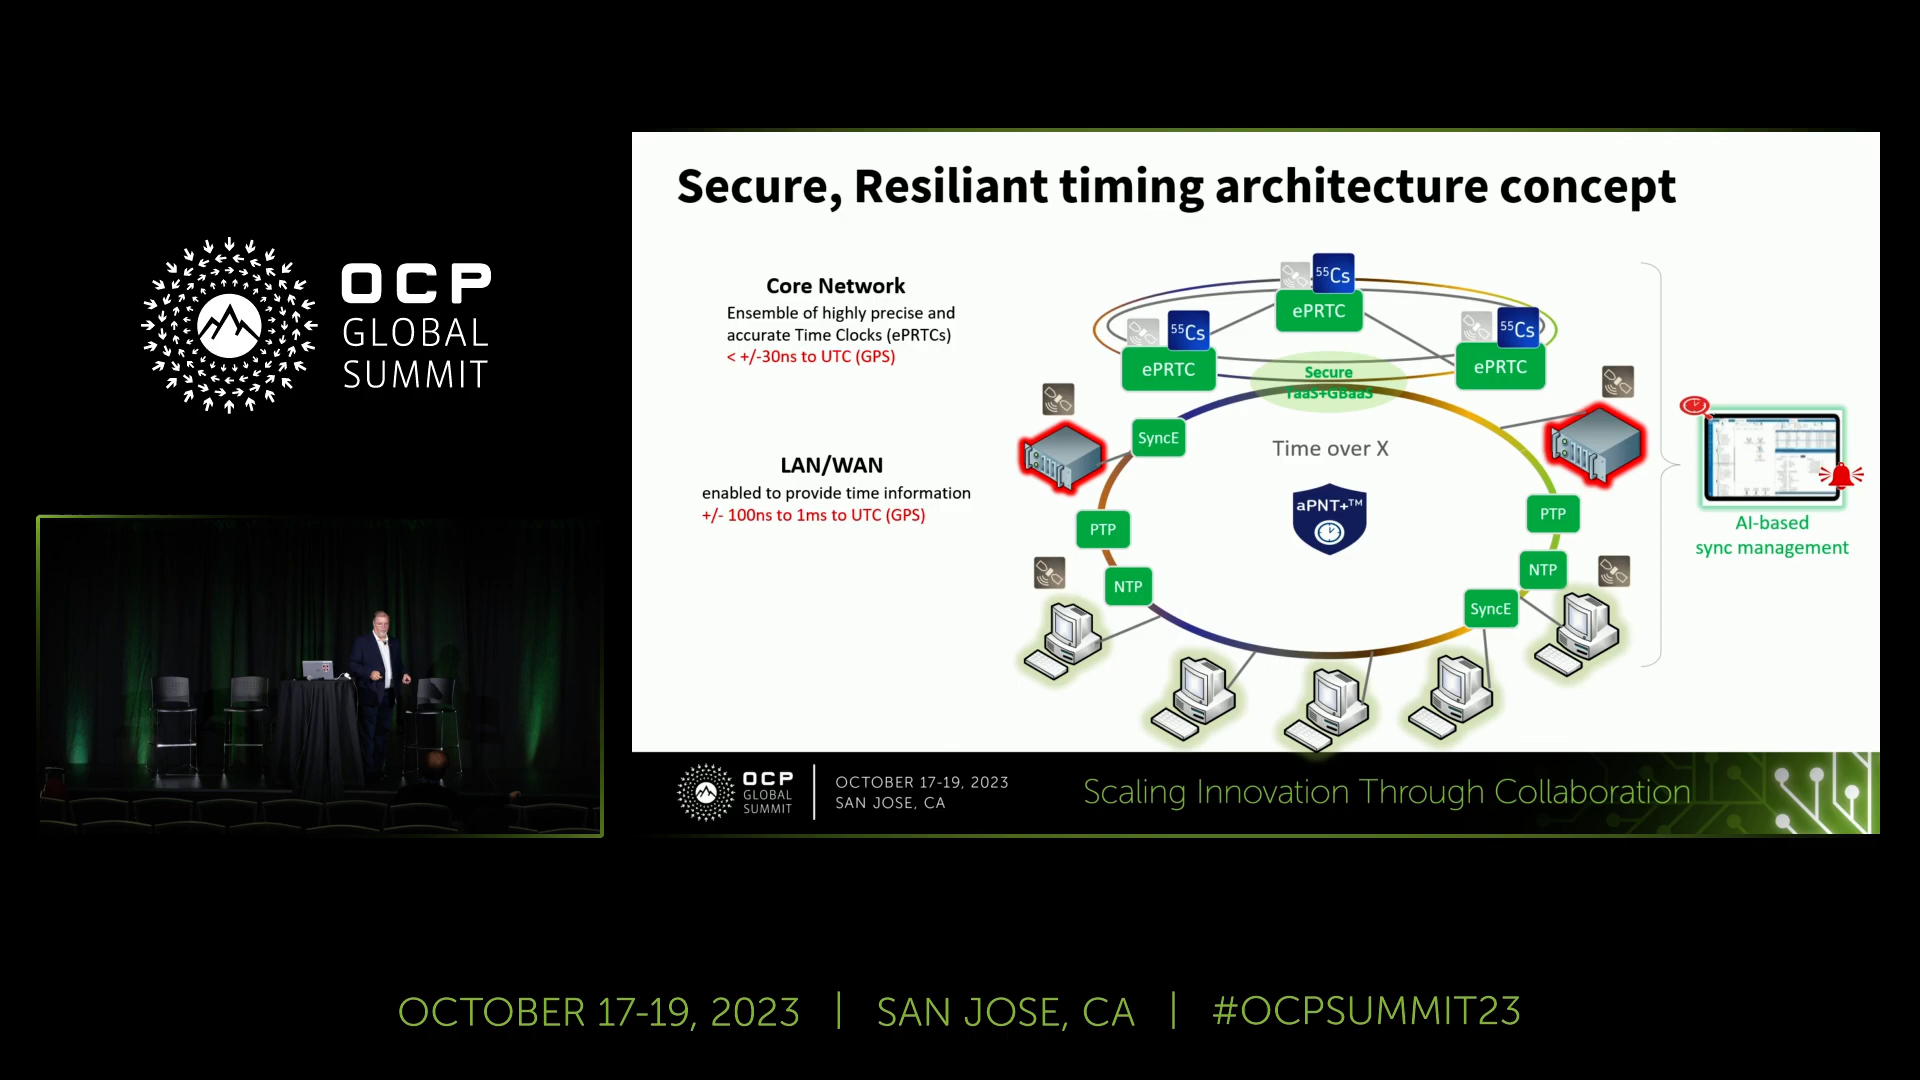 OCP
GLOBAL
SUMMIT
Secure, Resiliant timing architecture concept
Core Network
Ensemble of highly precise and
accurate Time Clocks (ePRTCs)
< +/-30ns to UTC (GPS)
LAN/WAN
enabled to provide time information
+/- 100ns to 1ms to UTC (GPS)
55Cs
ePRTC
55Cs
ePRTC
55Cs
ePRTC
Secure
TaaS+GBaaS
SyncE
Time over X
aPNT+™
PTP
PTP
NTP
NTP
SyncE
AI-based
sync management
OCP
GLOBAL
SUMMIT
OCTOBER 17-19, 2023
SAN JOSE, CA
Scaling Innovation Through Collaboration
OCTOBER 17-19, 2023 | SAN JOSE, CA | #OCPSUMMIT23